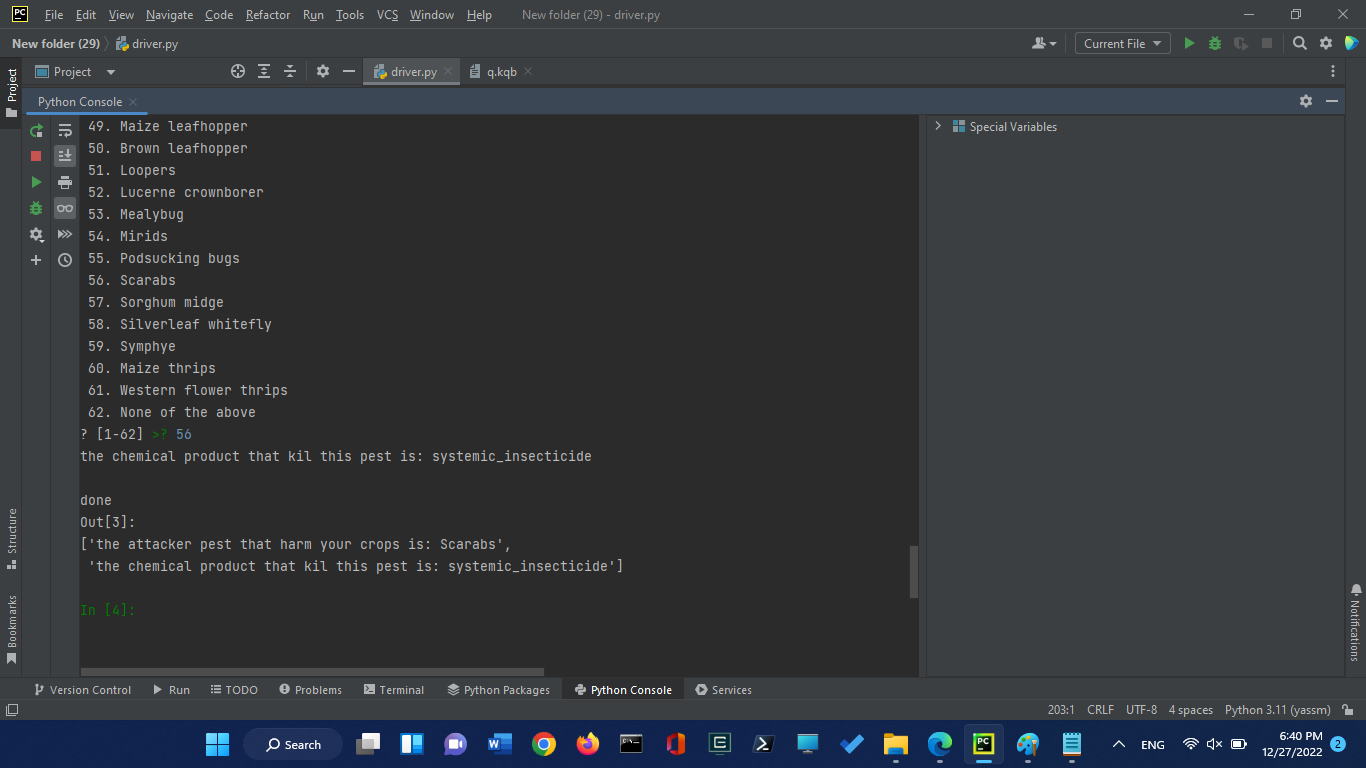 File Edit View Navigate Code Refactor Run Tools VCS Window Help New folder (29) - driver.py
New folder (29) driver.py Current File
Project driver.py q.kqb
Python Console
49. Maize leafhopper
50. Brown leafhopper
51. Loopers
52. Lucerne crownborer
53. Mealybug
54. Mirids
55. Podsucking bugs
56. Scarabs
57. Sorghum midge
58. Silverleaf whitefly
59. Symphye
60. Maize thrips
61. Western flower thrips
62. None of the above
? [1-62] >? 56
the chemical product that kil this pest is: systemic_insecticide
done
Out[3]:
['the attacker pest that harm your crops is: Scarabs',
'the chemical product that kil this pest is: systemic_insecticide']
In [4]:
Special Variables
Project
Structure
Bookmarks
Notifications
Version Control Run TODO Problems Terminal Python Packages Python Console Services
203:1 CRLF UTF-8 4 spaces Python 3.11 (yassm)
Search ENG 6:40 PM
12/27/2022 2